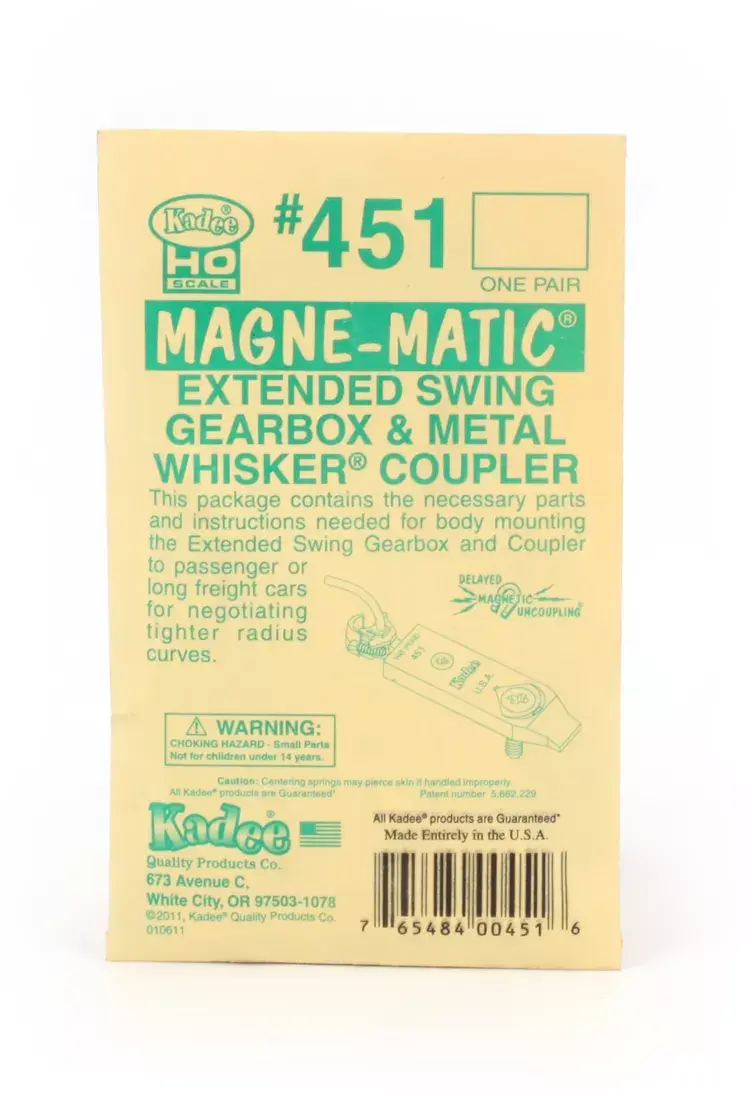 Kadee®
HO
SCALE
#451
ONE PAIR
MAGNE-MATIC®
EXTENDED SWING
GEARBOX & METAL
WHISKER® COUPLER
This package contains the necessary parts
and instructions needed for body mounting
the Extended Swing Gearbox and Coupler
to passenger or
long freight cars
for negotiating
tighter radius
curves.
DELAYED
MAGNETIC
UNCOUPLING
451
Kadee
U.S.A.
⚠ WARNING:
CHOKING HAZARD - Small Parts
Not for children under 14 years.
Caution: Centering springs may pierce skin if handled improperly.
All Kadee® products are Guaranteed* Patent number 5,662,229
Kadee®
Quality Products Co.
673 Avenue C,
White City, OR 97503-1078
©2011, Kadee® Quality Products Co.
010611
All Kadee® products are Guaranteed*
Made Entirely in the U.S.A.
7 65484 00451 6